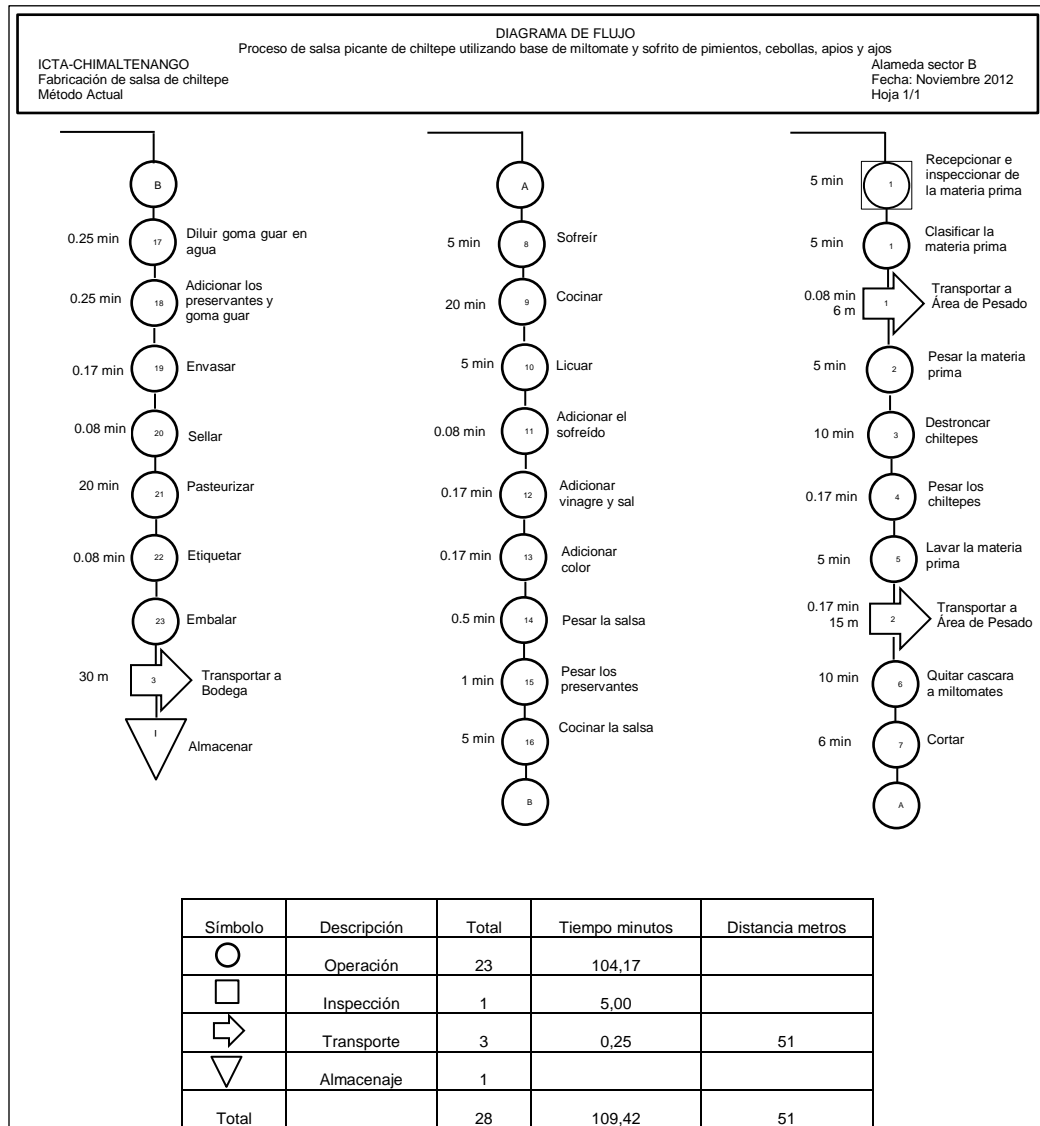 DIAGRAMA DE FLUJO
Proceso de salsa picante de chiltepe utilizando base de miltomate y sofrito de pimientos, cebollas, apios y ajos
ICTA-CHIMALTENANGO
Alameda sector B
Fabricación de salsa de chiltepe
Fecha: Noviembre 2012
Método Actual
Hoja 1/1
B
0.25 min
17
Diluir goma guar en
agua
0.25 min
18
Adicionar los
preservantes y
goma guar
0.17 min
19
Envasar
0.08 min
20
Sellar
20 min
21
Pasteurizar
0.08 min
22
Etiquetar
23
Embalar
30 m
3
Transportar a
Bodega
I
Almacenar
A
5 min
8
Sofreír
20 min
9
Cocinar
5 min
10
Licuar
0.08 min
11
Adicionar el
sofreído
0.17 min
12
Adicionar
vinagre y sal
0.17 min
13
Adicionar
color
0.5 min
14
Pesar la salsa
1 min
15
Pesar los
preservantes
5 min
16
Cocinar la salsa
B
5 min
1
Recepcionar e
inspeccionar de
la materia prima
5 min
1
Clasificar la
materia prima
0.08 min
6 m
1
Transportar a
Área de Pesado
5 min
2
Pesar la materia
prima
10 min
3
Destroncar
chiltepes
0.17 min
4
Pesar los
chiltepes
5 min
5
Lavar la materia
prima
0.17 min
15 m
2
Transportar a
Área de Pesado
10 min
6
Quitar cascara
a miltomates
6 min
7
Cortar
A
Símbolo Descripción Total Tiempo minutos Distancia metros
Operación 23 104,17
Inspección 1 5,00
Transporte 3 0,25 51
Almacenaje 1
Total 28 109,42 51